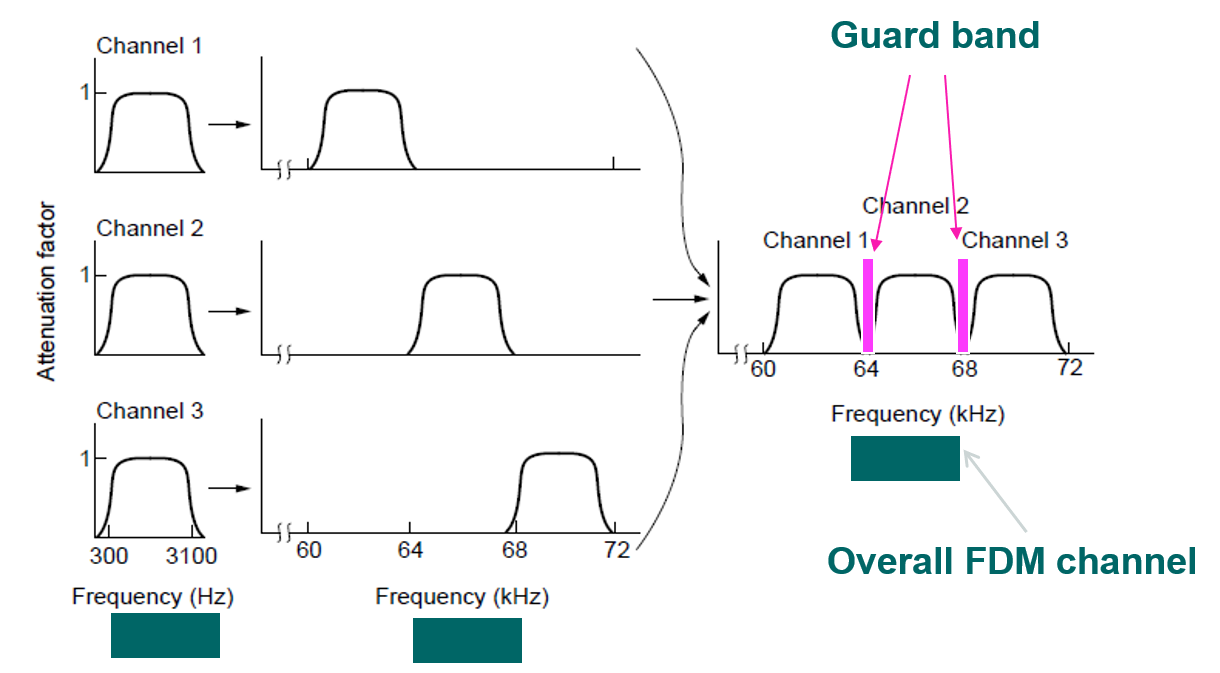 Guard band
Channel 1
1
72
Channel 2
1
Attenuation factor
Channel 2
Channel 1
Channel 3
60 64 68 72
Frequency (kHz)
Channel 3
1
300 3100
Frequency (Hz)
60 64 68 72
Frequency (kHz)
Overall FDM channel